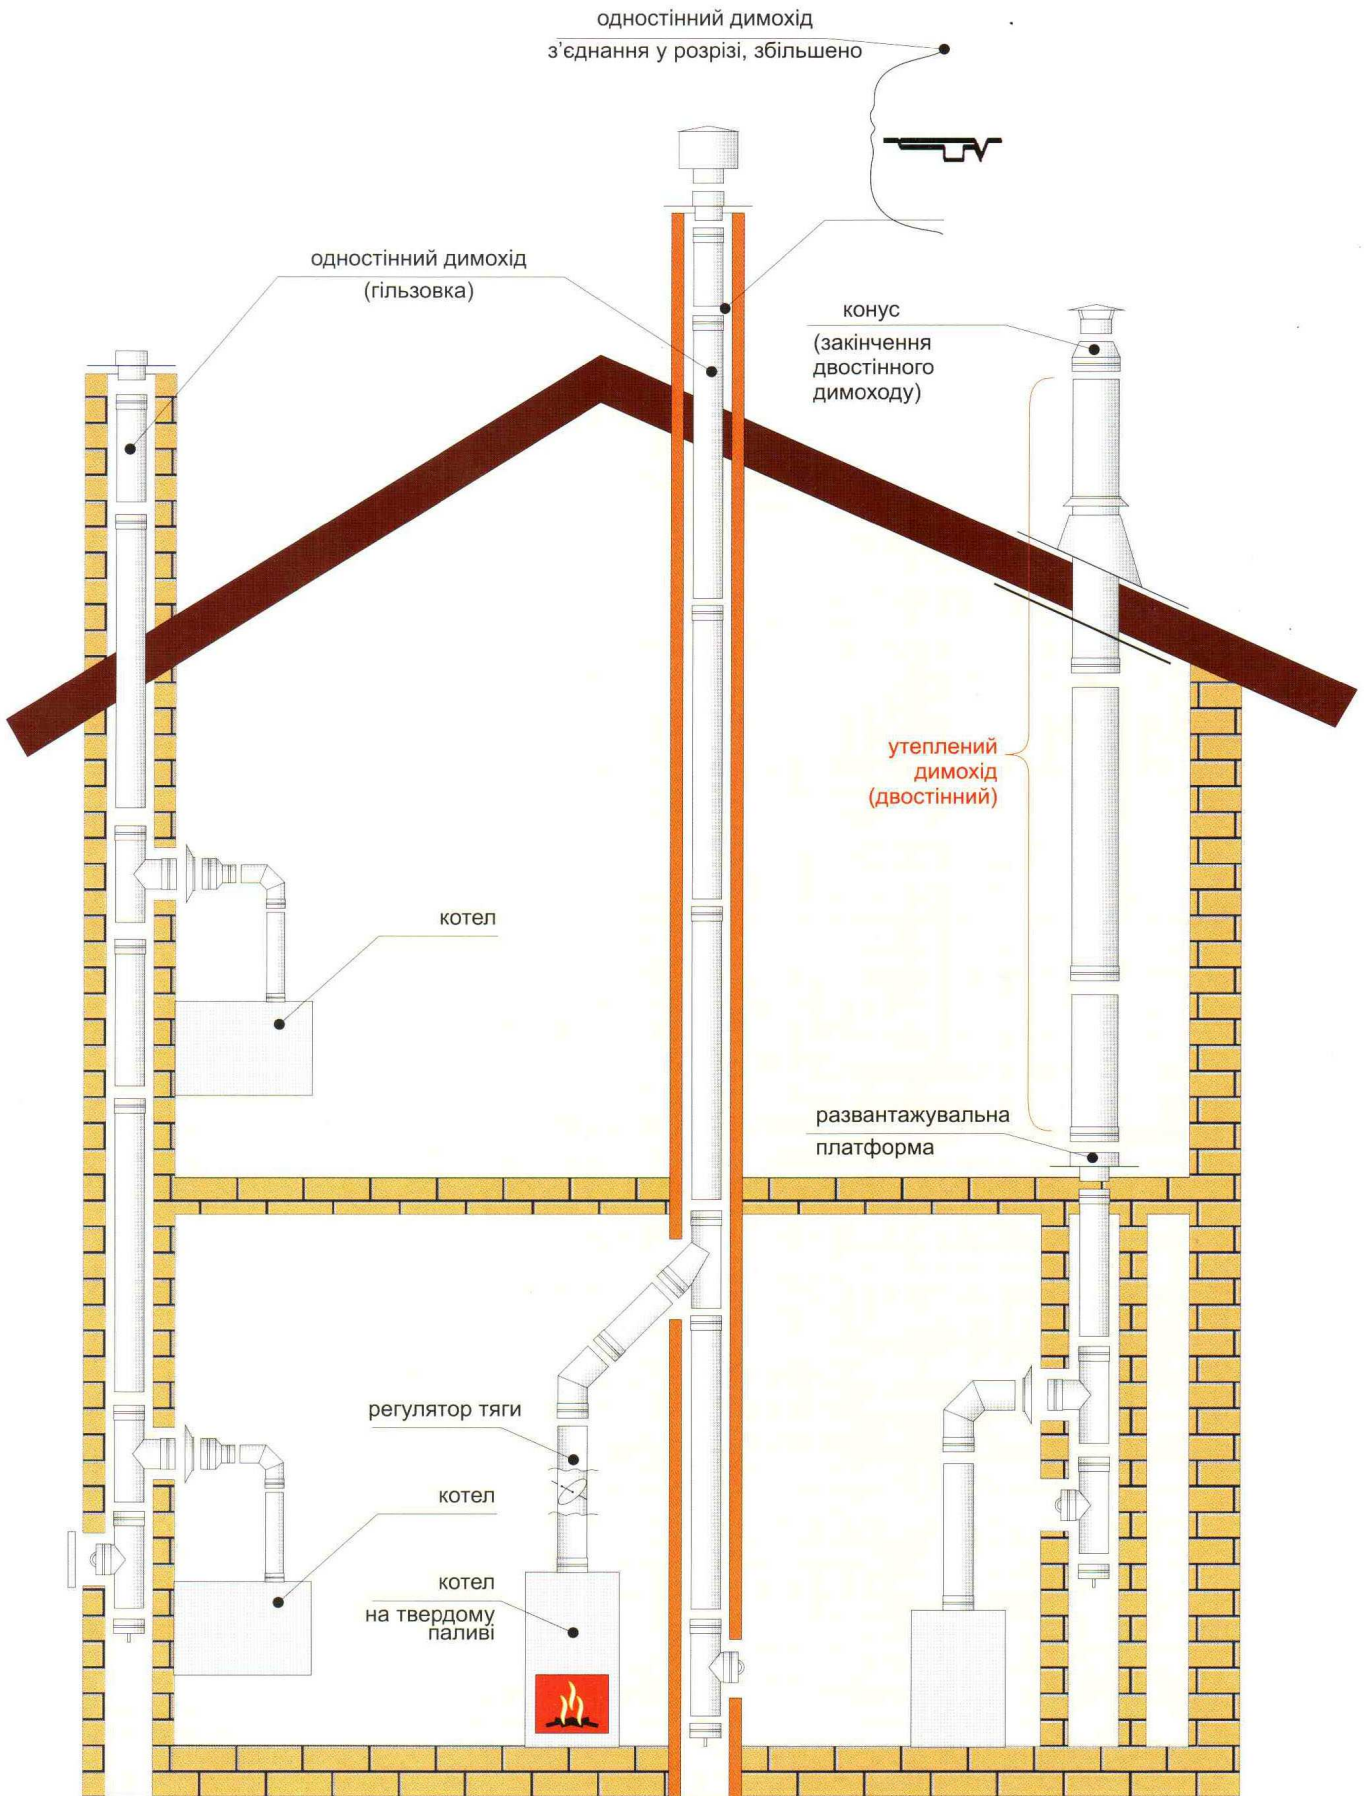 одностінний димохід
з'єднання у розрізі, збільшено
одностінний димохід
(гільзовка)
конус
(закінчення
двостінного
димоходу)
утеплений
димохід
(двостінний)
котел
развантажувальна
платформа
регулятор тяги
котел
котел
на твердому
паливі